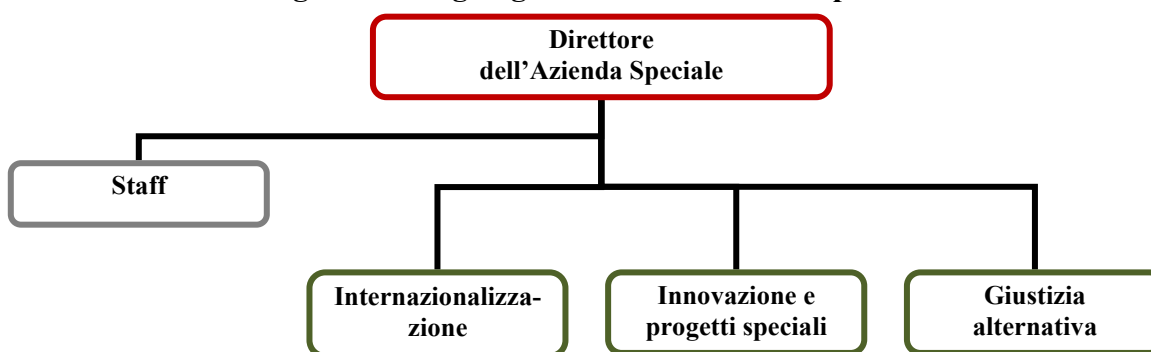 Direttore
dell’Azienda Speciale
Staff
Internazionalizza-
zione
Innovazione e
progetti speciali
Giustizia
alternativa